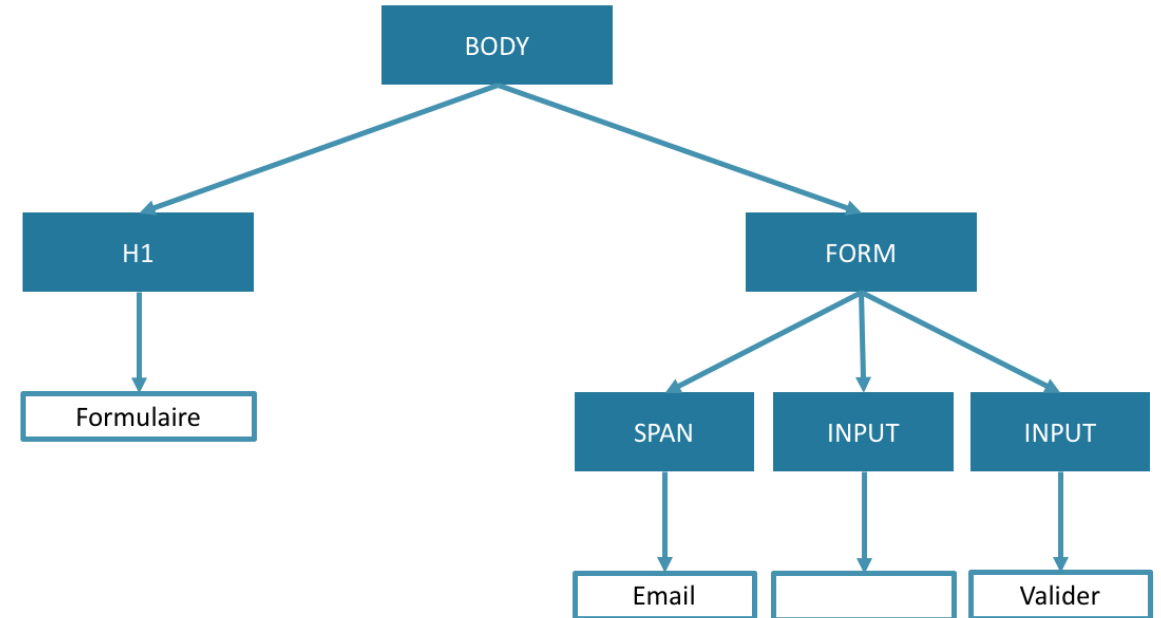 BODY
H1
FORM
Formulaire
SPAN
INPUT
INPUT
Email
Valider